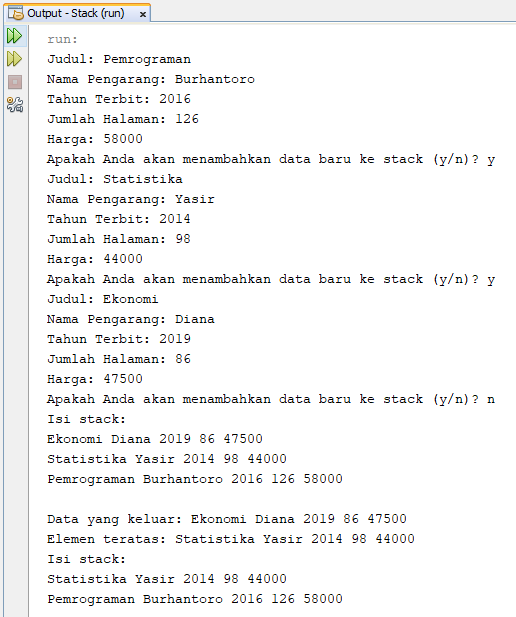 Output - Stack (run)
run:
Judul: Pemrograman
Nama Pengarang: Burhantoro
Tahun Terbit: 2016
Jumlah Halaman: 126
Harga: 58000
Apakah Anda akan menambahkan data baru ke stack (y/n)? y
Judul: Statistika
Nama Pengarang: Yasir
Tahun Terbit: 2014
Jumlah Halaman: 98
Harga: 44000
Apakah Anda akan menambahkan data baru ke stack (y/n)? y
Judul: Ekonomi
Nama Pengarang: Diana
Tahun Terbit: 2019
Jumlah Halaman: 86
Harga: 47500
Apakah Anda akan menambahkan data baru ke stack (y/n)? n
Isi stack:
Ekonomi Diana 2019 86 47500
Statistika Yasir 2014 98 44000
Pemrograman Burhantoro 2016 126 58000
Data yang keluar: Ekonomi Diana 2019 86 47500
Elemen teratas: Statistika Yasir 2014 98 44000
Isi stack:
Statistika Yasir 2014 98 44000
Pemrograman Burhantoro 2016 126 58000